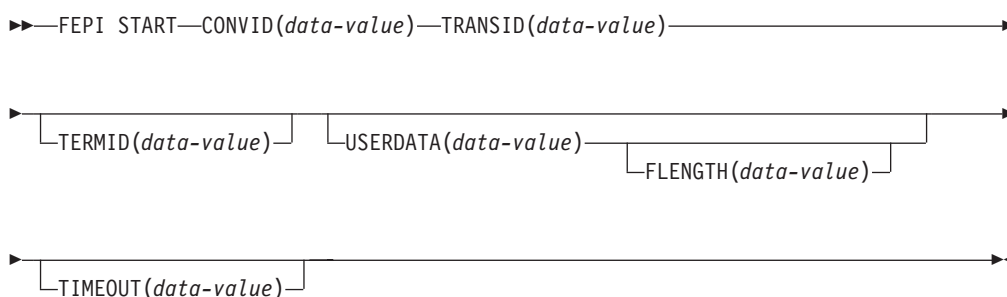 FEPI START CONVID(data-value) TRANSID(data-value)
TERMID(data-value) USERDATA(data-value)
FLENGTH(data-value)
TIMEOUT(data-value)